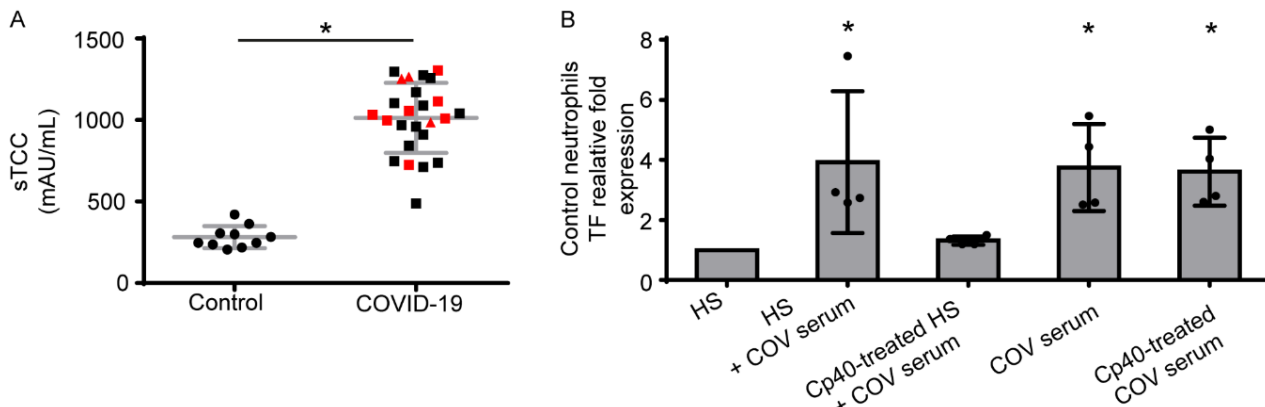 A
*
1500
1000
500
0
sTCC
(mAU/mL)
Control
COVID-19
B
*
*
*
8
6
4
2
0
Control neutrophils
TF realative fold
expression
HS
HS
+ COV serum
Cp40-treated HS
+ COV serum
COV serum
Cp40-treated
COV serum